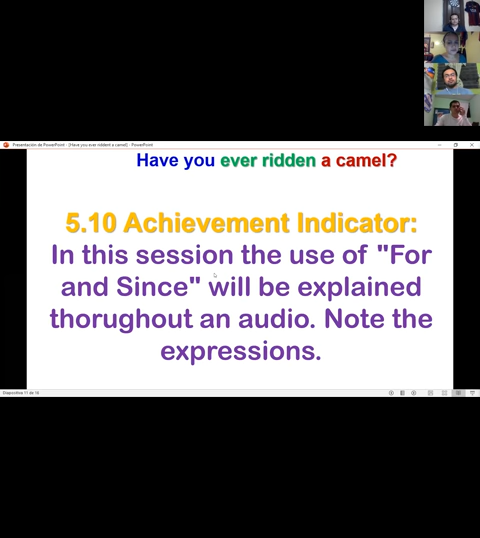 Presentación de PowerPoint - [Have you ever riddent a camel] - PowerPoint
Have you ever ridden a camel?
5.10 Achievement Indicator:
In this session the use of "For
and Since" will be explained
thorughout an audio. Note the
expressions.
Diapositiva 11 de 18